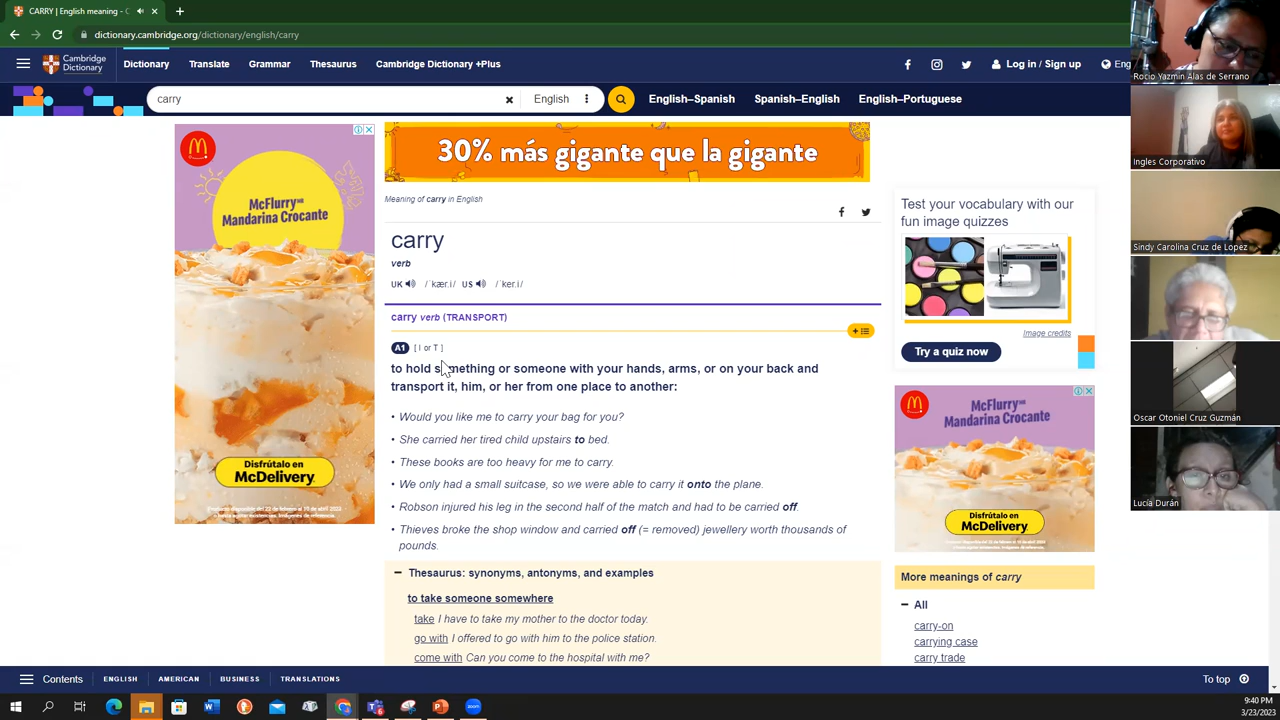 CARRY | English meaning - C
dictionary.cambridge.org/dictionary/english/carry
Cambridge Dictionary
Dictionary
Translate
Grammar
Thesaurus
Cambridge Dictionary +Plus
Log in / Sign up
Eng
carry
English
English–Spanish
Spanish–English
English–Portuguese
McFlurry MR
Mandarina Crocante
Disfrútalo en
McDelivery
30% más gigante que la gigante
Meaning of carry in English
carry
verb
UK /ˈkær.i/ US /ˈker.i/
carry verb (TRANSPORT)
A1 [ I or T ]
to hold something or someone with your hands, arms, or on your back and
transport it, him, or her from one place to another:
• Would you like me to carry your bag for you?
• She carried her tired child upstairs to bed.
• These books are too heavy for me to carry.
• We only had a small suitcase, so we were able to carry it onto the plane.
• Robson injured his leg in the second half of the match and had to be carried off.
• Thieves broke the shop window and carried off (= removed) jewellery worth thousands of
pounds.
Thesaurus: synonyms, antonyms, and examples
to take someone somewhere
take I have to take my mother to the doctor today.
go with I offered to go with him to the police station.
come with Can you come to the hospital with me?
Test your vocabulary with our
fun image quizzes
Image credits
Try a quiz now
McFlurry MR
Mandarina Crocante
Disfrútalo en
McDelivery
More meanings of carry
All
carry-on
carrying case
carry trade
Contents
ENGLISH
AMERICAN
BUSINESS
TRANSLATIONS
To top
Rocio Yazmin Alas de Serrano
Ingles Corporativo
Sindy Carolina Cruz de Lopez
Oscar Otoniel Cruz Guzmán
Lucía Durán
9:40 PM
3/23/2023